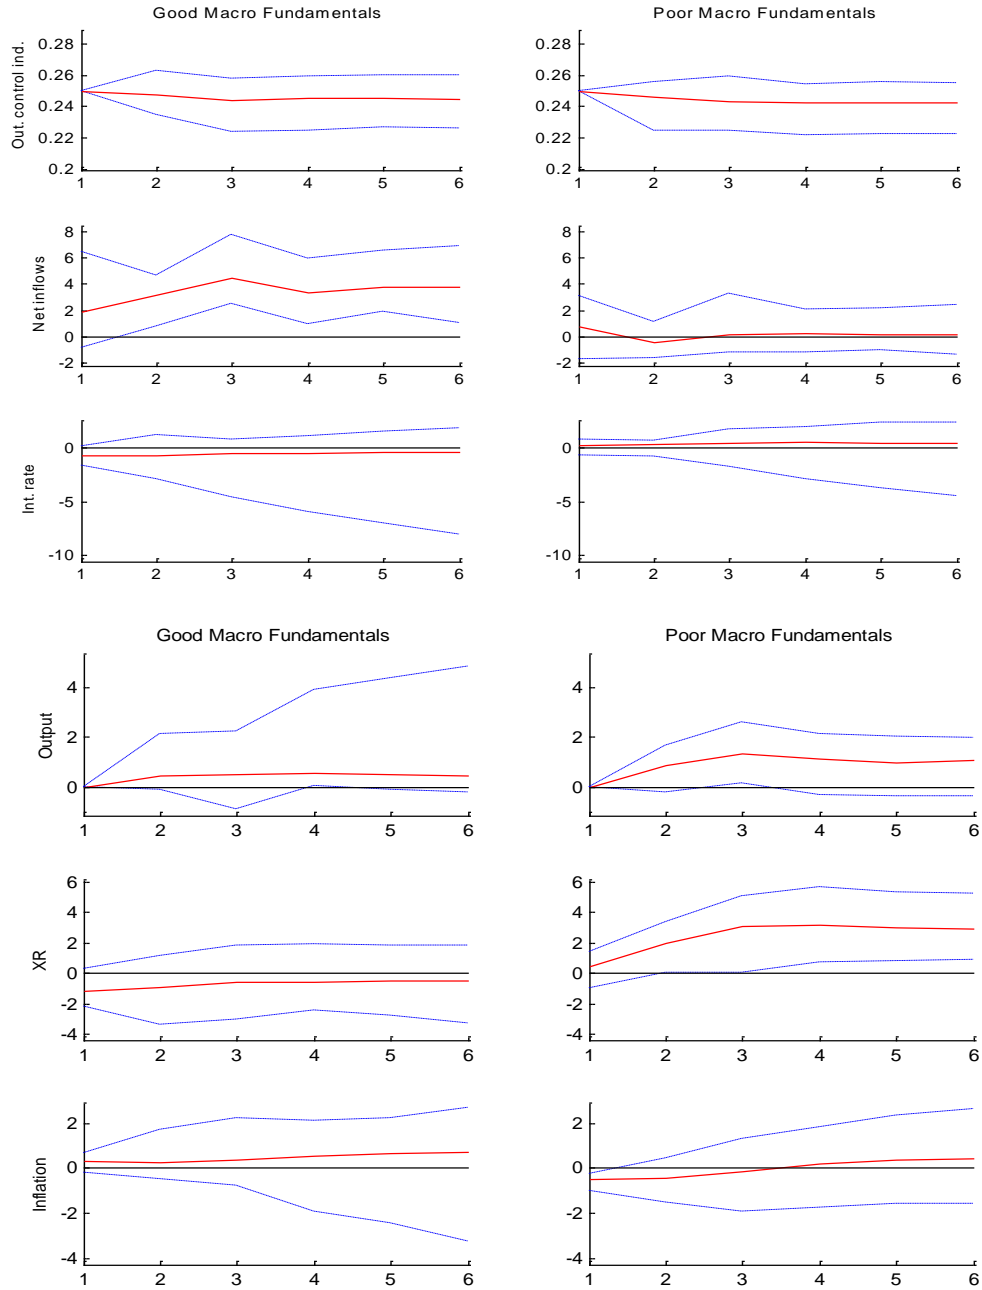 Good Macro Fundamentals
Out. control ind.
0.28
0.26
0.24
0.22
0.2
1 2 3 4 5 6
Poor Macro Fundamentals
0.28
0.26
0.24
0.22
0.2
1 2 3 4 5 6
Net inflows
8
6
4
2
0
-2
1 2 3 4 5 6
8
6
4
2
0
-2
1 2 3 4 5 6
Int. rate
0
-5
-10
1 2 3 4 5 6
0
-5
-10
1 2 3 4 5 6
Good Macro Fundamentals
Output
4
2
0
1 2 3 4 5 6
Poor Macro Fundamentals
4
2
0
1 2 3 4 5 6
XR
6
4
2
0
-2
-4
1 2 3 4 5 6
6
4
2
0
-2
-4
1 2 3 4 5 6
Inflation
2
0
-2
-4
1 2 3 4 5 6
2
0
-2
-4
1 2 3 4 5 6